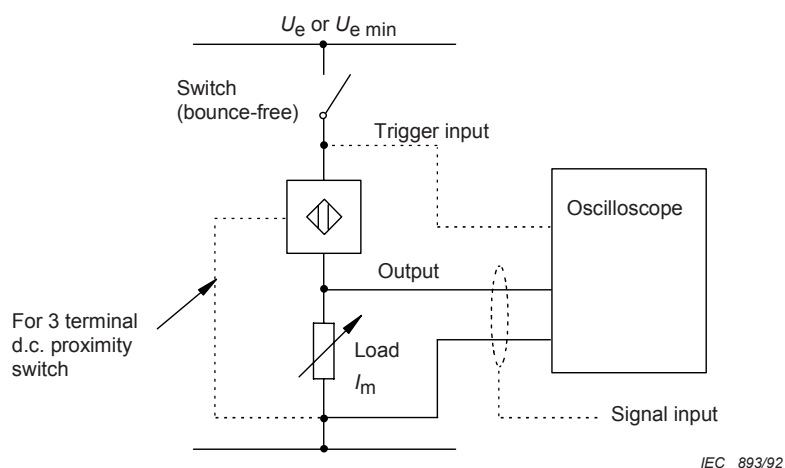 Ue or Ue min
Switch
(bounce-free)
Trigger input
Oscilloscope
Output
For 3 terminal
d.c. proximity
switch
Load
Im
Signal input
IEC 893/92